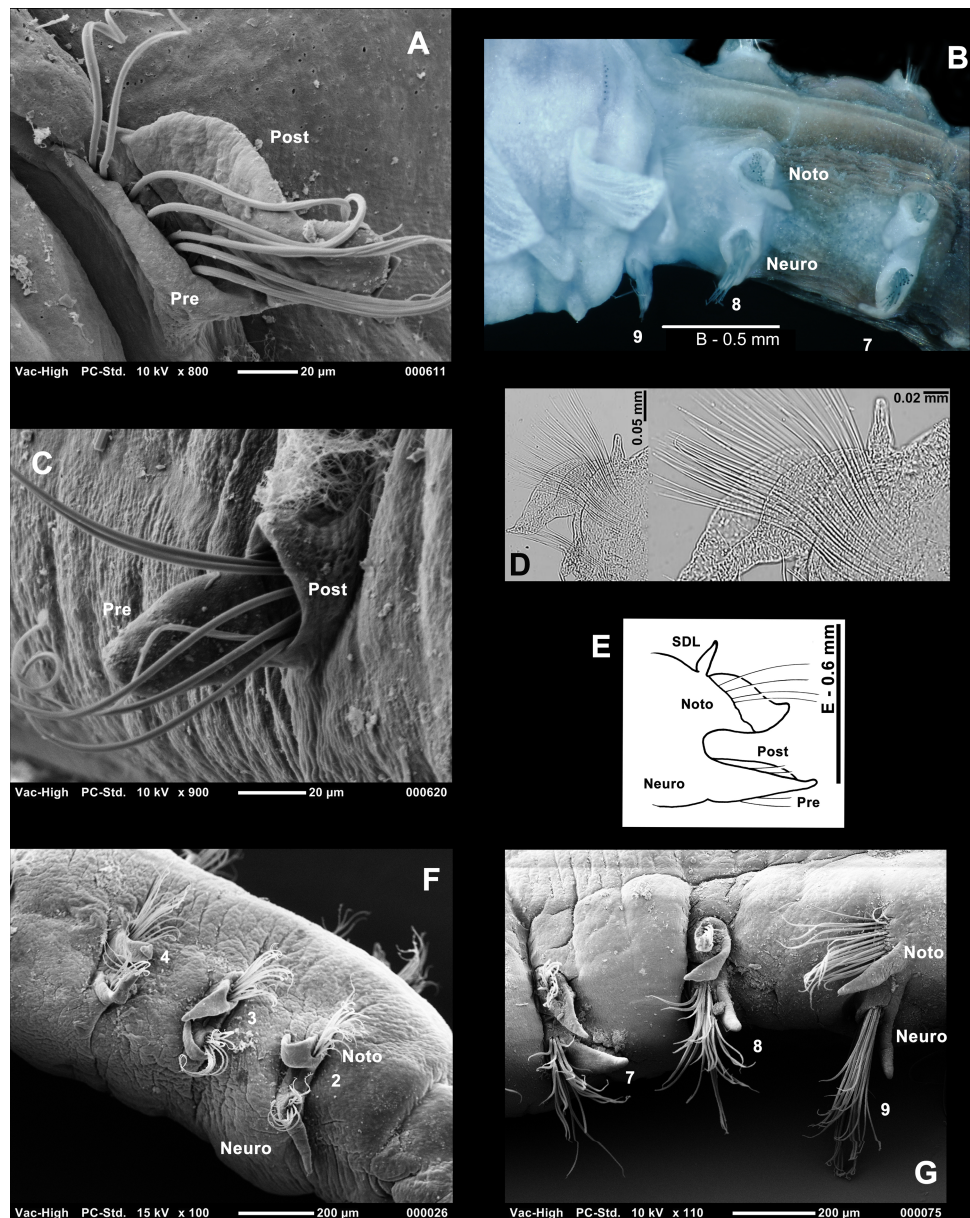 A
Post
Pre
Vac-High PC-Std. 10 kV x 800 20 µm 000611
B
Noto
Neuro
8
9
B - 0.5 mm
7
C
Pre
Post
Vac-High PC-Std. 10 kV x 900 20 µm 000620
0.05 mm
0.02 mm
D
E
SDL
Noto
Post
Neuro
Pre
E - 0.6 mm
F
4
3
Noto
2
Neuro
Vac-High PC-Std. 15 kV x 100 200 µm 000026
Noto
Neuro
8
7
9
G
Vac-High PC-Std. 10 kV x 110 200 µm 000075